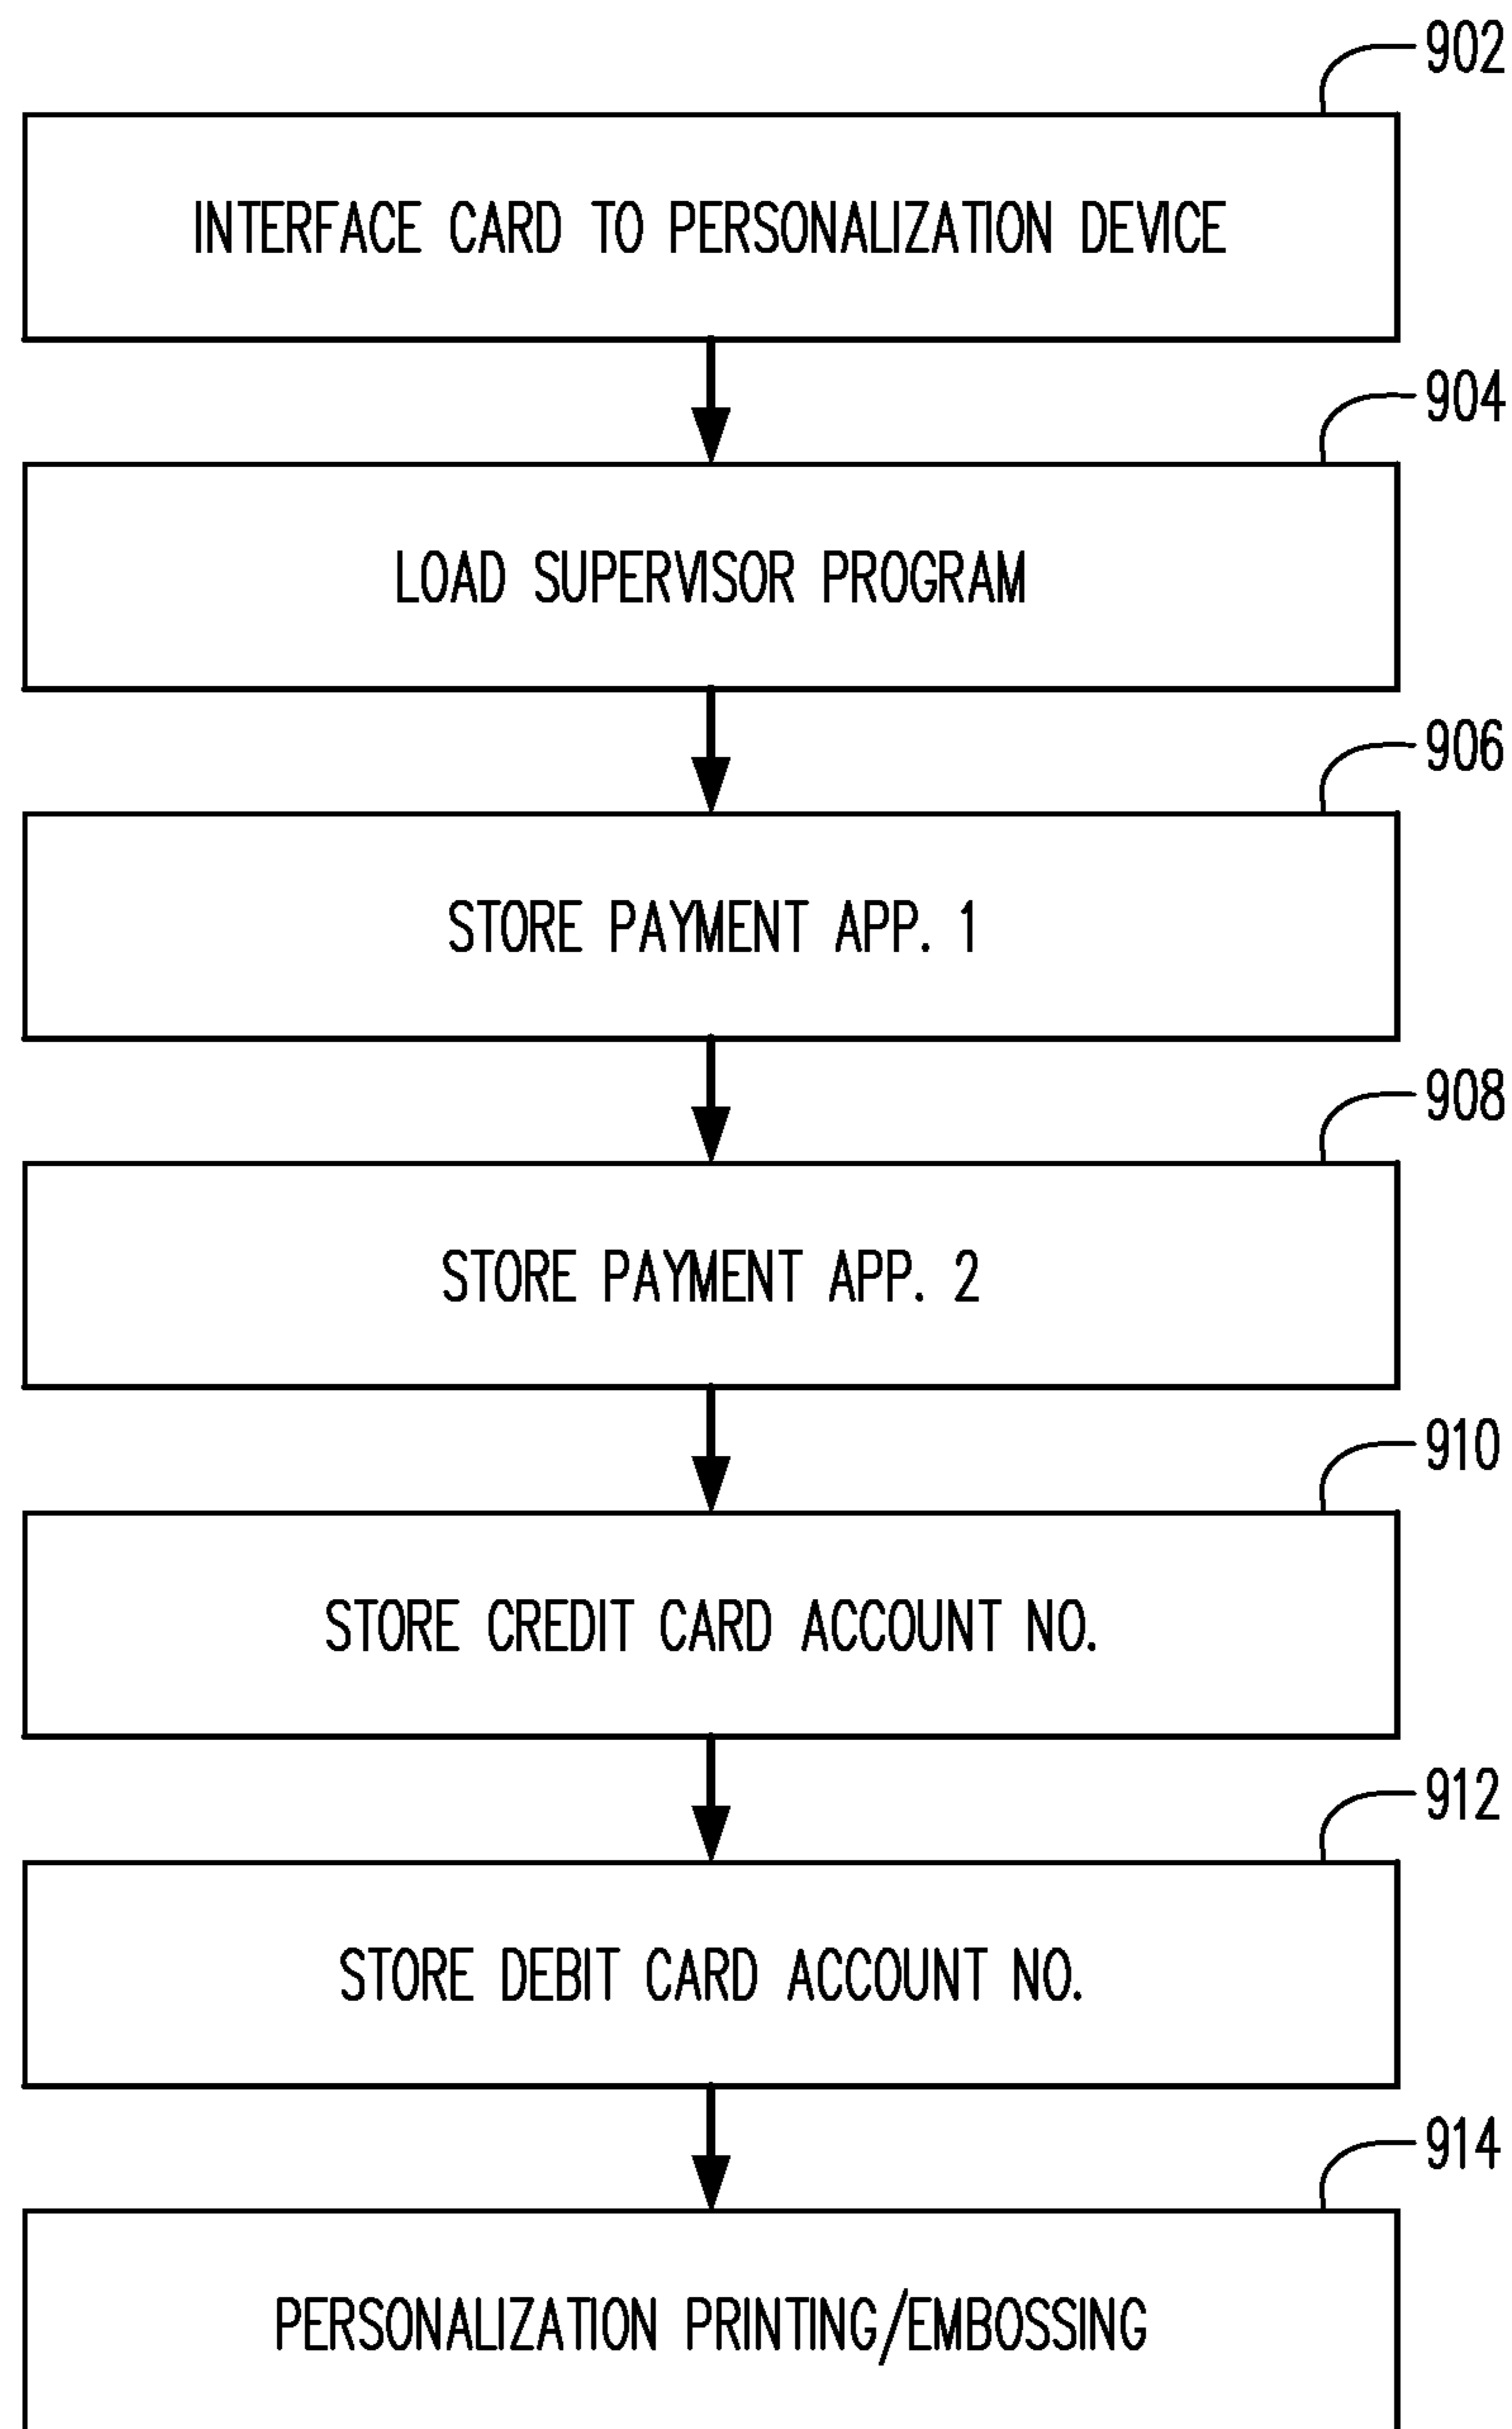 902
INTERFACE CARD TO PERSONALIZATION DEVICE
904
LOAD SUPERVISOR PROGRAM
906
STORE PAYMENT APP. 1
908
STORE PAYMENT APP. 2
910
STORE CREDIT CARD ACCOUNT NO.
912
STORE DEBIT CARD ACCOUNT NO.
914
PERSONALIZATION PRINTING/EMBOSSING